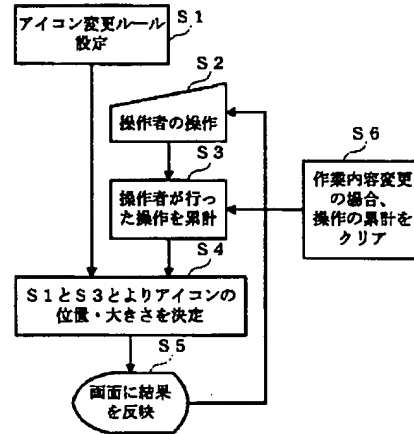 S1
アイコン変更ルール
設定
S2
操作者の操作
S3
操作者が行っ
た操作を累計
S6
作業内容変更
の場合、
操作の累計を
クリア
S4
S1とS3とよりアイコンの
位置・大きさを決定
S5
画面に結果
を反映